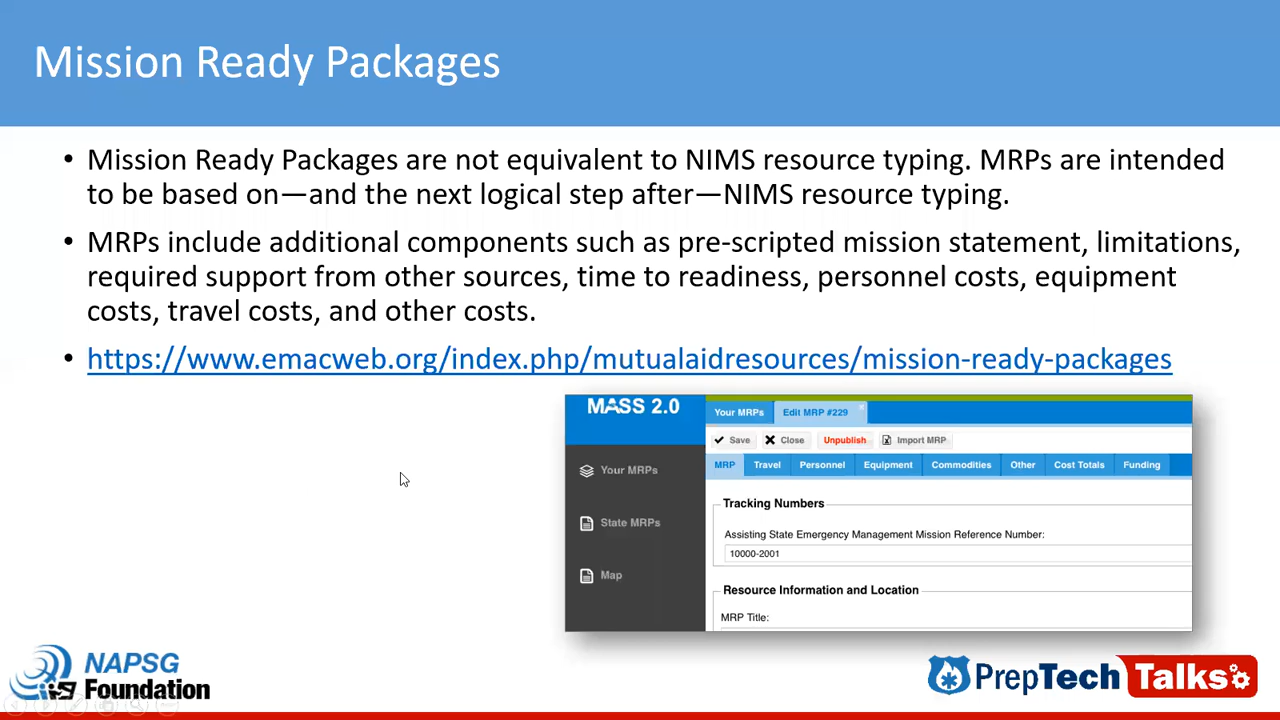 Mission Ready Packages
• Mission Ready Packages are not equivalent to NIMS resource typing. MRPs are intended
to be based on—and the next logical step after—NIMS resource typing.
• MRPs include additional components such as pre-scripted mission statement, limitations,
required support from other sources, time to readiness, personnel costs, equipment
costs, travel costs, and other costs.
• https://www.emacweb.org/index.php/mutualaidresources/mission-ready-packages
MASS 2.0
Your MRPs
State MRPs
Map
Your MRPs Edit MRP #229 x
Save Close Unpublish Import MRP
MRP Travel Personnel Equipment Commodities Other Cost Totals Funding
Tracking Numbers
Assisting State Emergency Management Mission Reference Number:
10000-2001
Resource Information and Location
MRP Title:
NAPSG
Foundation
PrepTech Talks